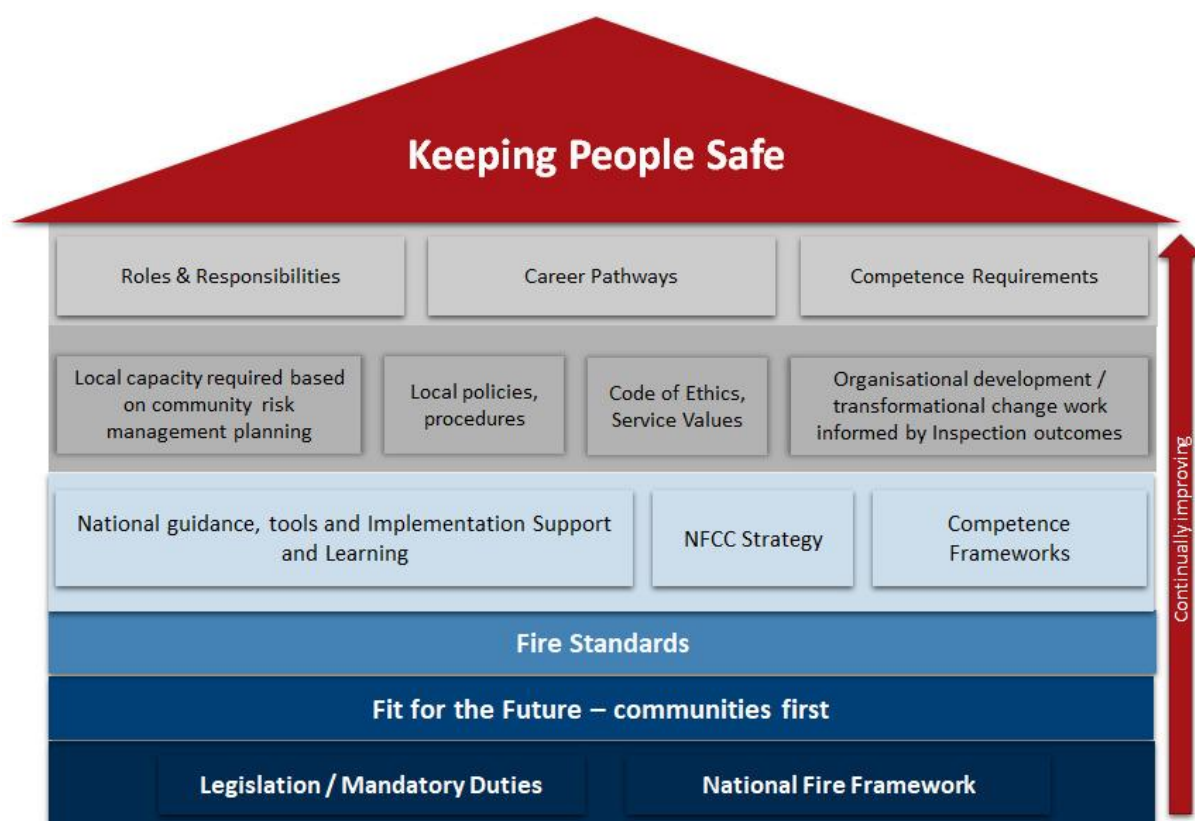 Keeping People Safe
Roles & Responsibilities
Career Pathways
Competence Requirements
Local capacity required based
on community risk
management planning
Local policies,
procedures
Code of Ethics,
Service Values
Organisational development /
transformational change work
informed by Inspection outcomes
National guidance, tools and Implementation Support
and Learning
NFCC Strategy
Competence
Frameworks
Fire Standards
Fit for the Future – communities first
Legislation / Mandatory Duties
National Fire Framework
Continually improving